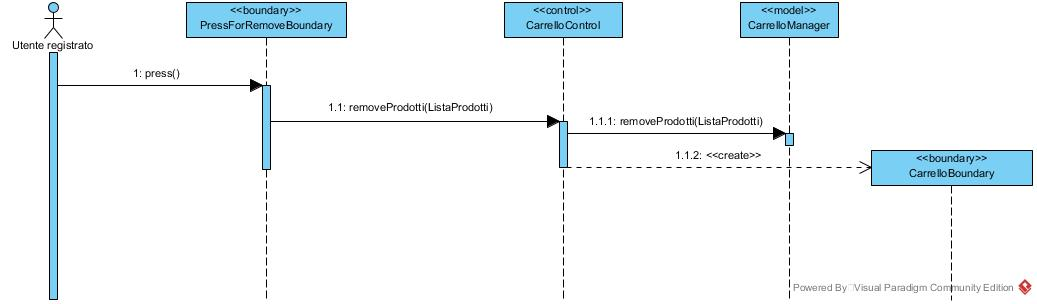 Utente registrato
<<boundary>>
PressForRemoveBoundary
<<control>>
CarrelloControl
<<model>>
CarrelloManager
1: press()
1.1: removeProdotti(ListaProdotti)
1.1.1: removeProdotti(ListaProdotti)
1.1.2: <<create>>
<<boundary>>
CarrelloBoundary
Powered By Visual Paradigm Community Edition